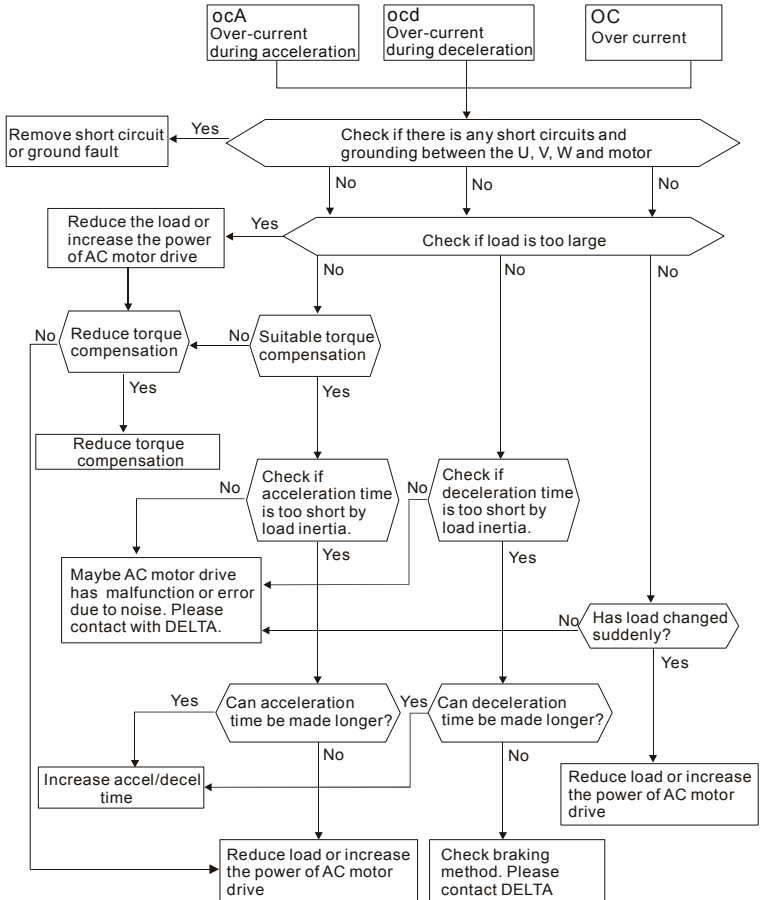 ocA
Over-current
during acceleration
ocd
Over-current
during deceleration
OC
Over current
Yes
Remove short circuit
or ground fault
Check if there is any short circuits and
grounding between the U, V, W and motor
No
No
No
Reduce the load or
increase the power
of AC motor drive
Yes
Check if load is too large
No
No
No
No
Reduce torque
compensation
No
Suitable torque
compensation
Yes
Yes
Reduce torque
compensation
No
Check if
acceleration time
is too short by
load inertia.
No
Check if
deceleration time
is too short by
load inertia.
Yes
Yes
Maybe AC motor drive
has malfunction or error
due to noise. Please
contact with DELTA.
No
Has load changed
suddenly?
Yes
Yes
Can acceleration
time be made longer?
Yes
Can deceleration
time be made longer?
No
No
Increase accel/decel
time
Reduce load or increase
the power of AC motor
drive
Reduce load or increase
the power of AC motor
drive
Check braking
method. Please
contact DELTA